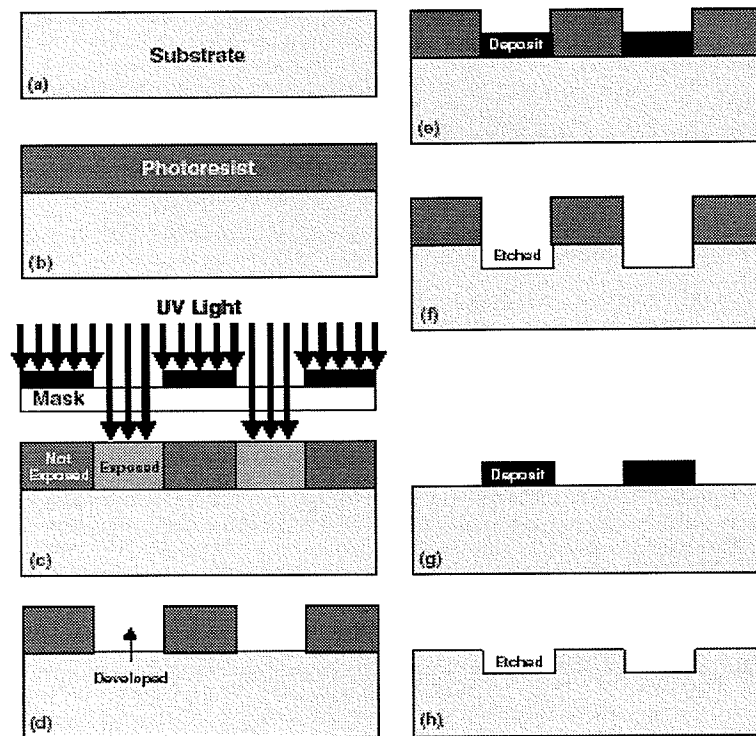 Substrate
(a)
Photoresist
(b)
UV Light
Mask
Not
Exposed
Exposed
(c)
Developed
(d)
Deposit
(e)
Etched
(f)
Deposit
(g)
Etched
(h)